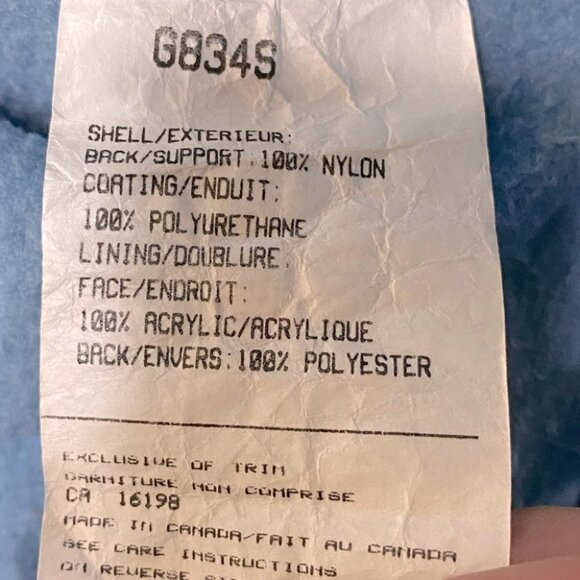 G834S
SHELL/EXTERIEUR:
BACK/SUPPORT: 100% NYLON
COATING/ENDUIT:
100% POLYURETHANE
LINING/DOUBLURE:
FACE/ENDROIT:
100% ACRYLIC/ACRYLIQUE
BACK/ENVERS: 100% POLYESTER
EXCLUSIVE OF TRIM
GARNITURE NON COMPRISE
CA 16198
MADE IN CANADA/FAIT AU CANADA
SEE CARE INSTRUCTIONS
ON REVERSE